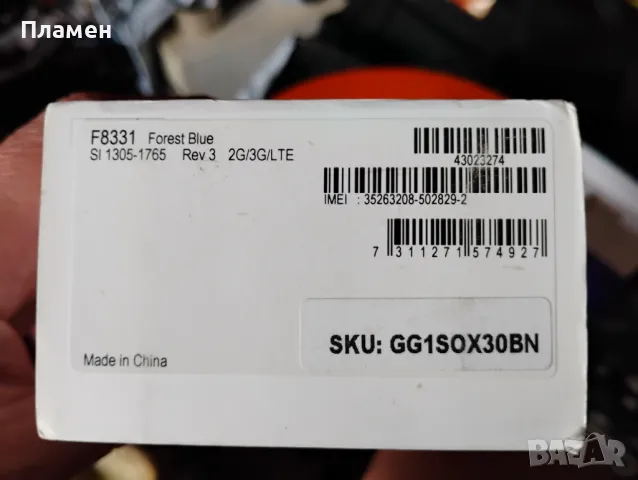 Пламен
F8331 Forest Blue
SI 1305-1765 Rev 3 2G/3G/LTE
43023274
IMEI : 35263208-502829-2
7 311271 574927
SKU: GG1SOX30BN
Made in China
BAZAR